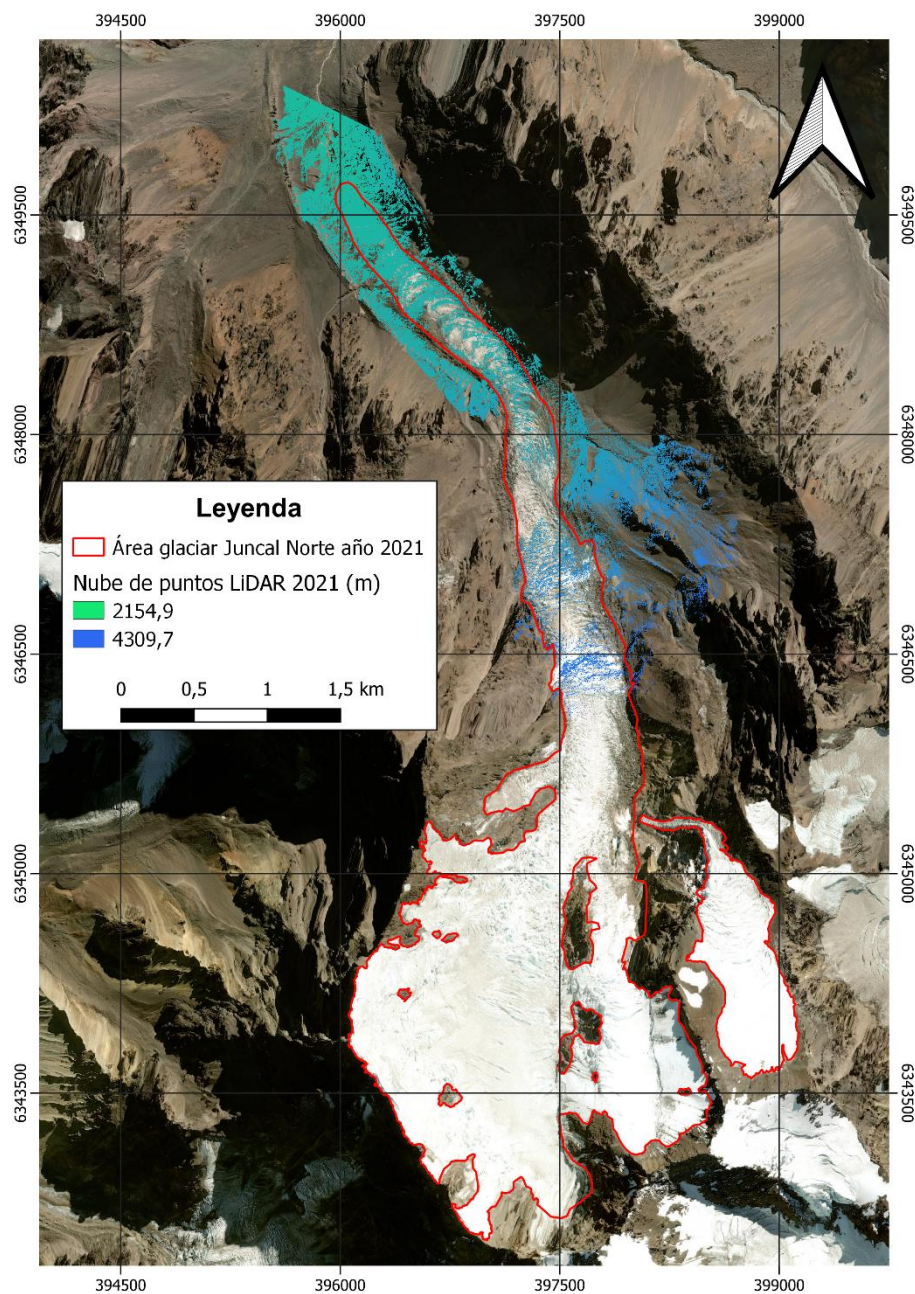 394500 396000 397500 399000
6349500 6349500
6348000 6348000
Leyenda
Área glaciar Juncal Norte año 2021
Nube de puntos LiDAR 2021 (m)
2154,9
4309,7
0 0,5 1 1,5 km
6346500 6346500
6345000 6345000
6343500 6343500
394500 396000 397500 399000